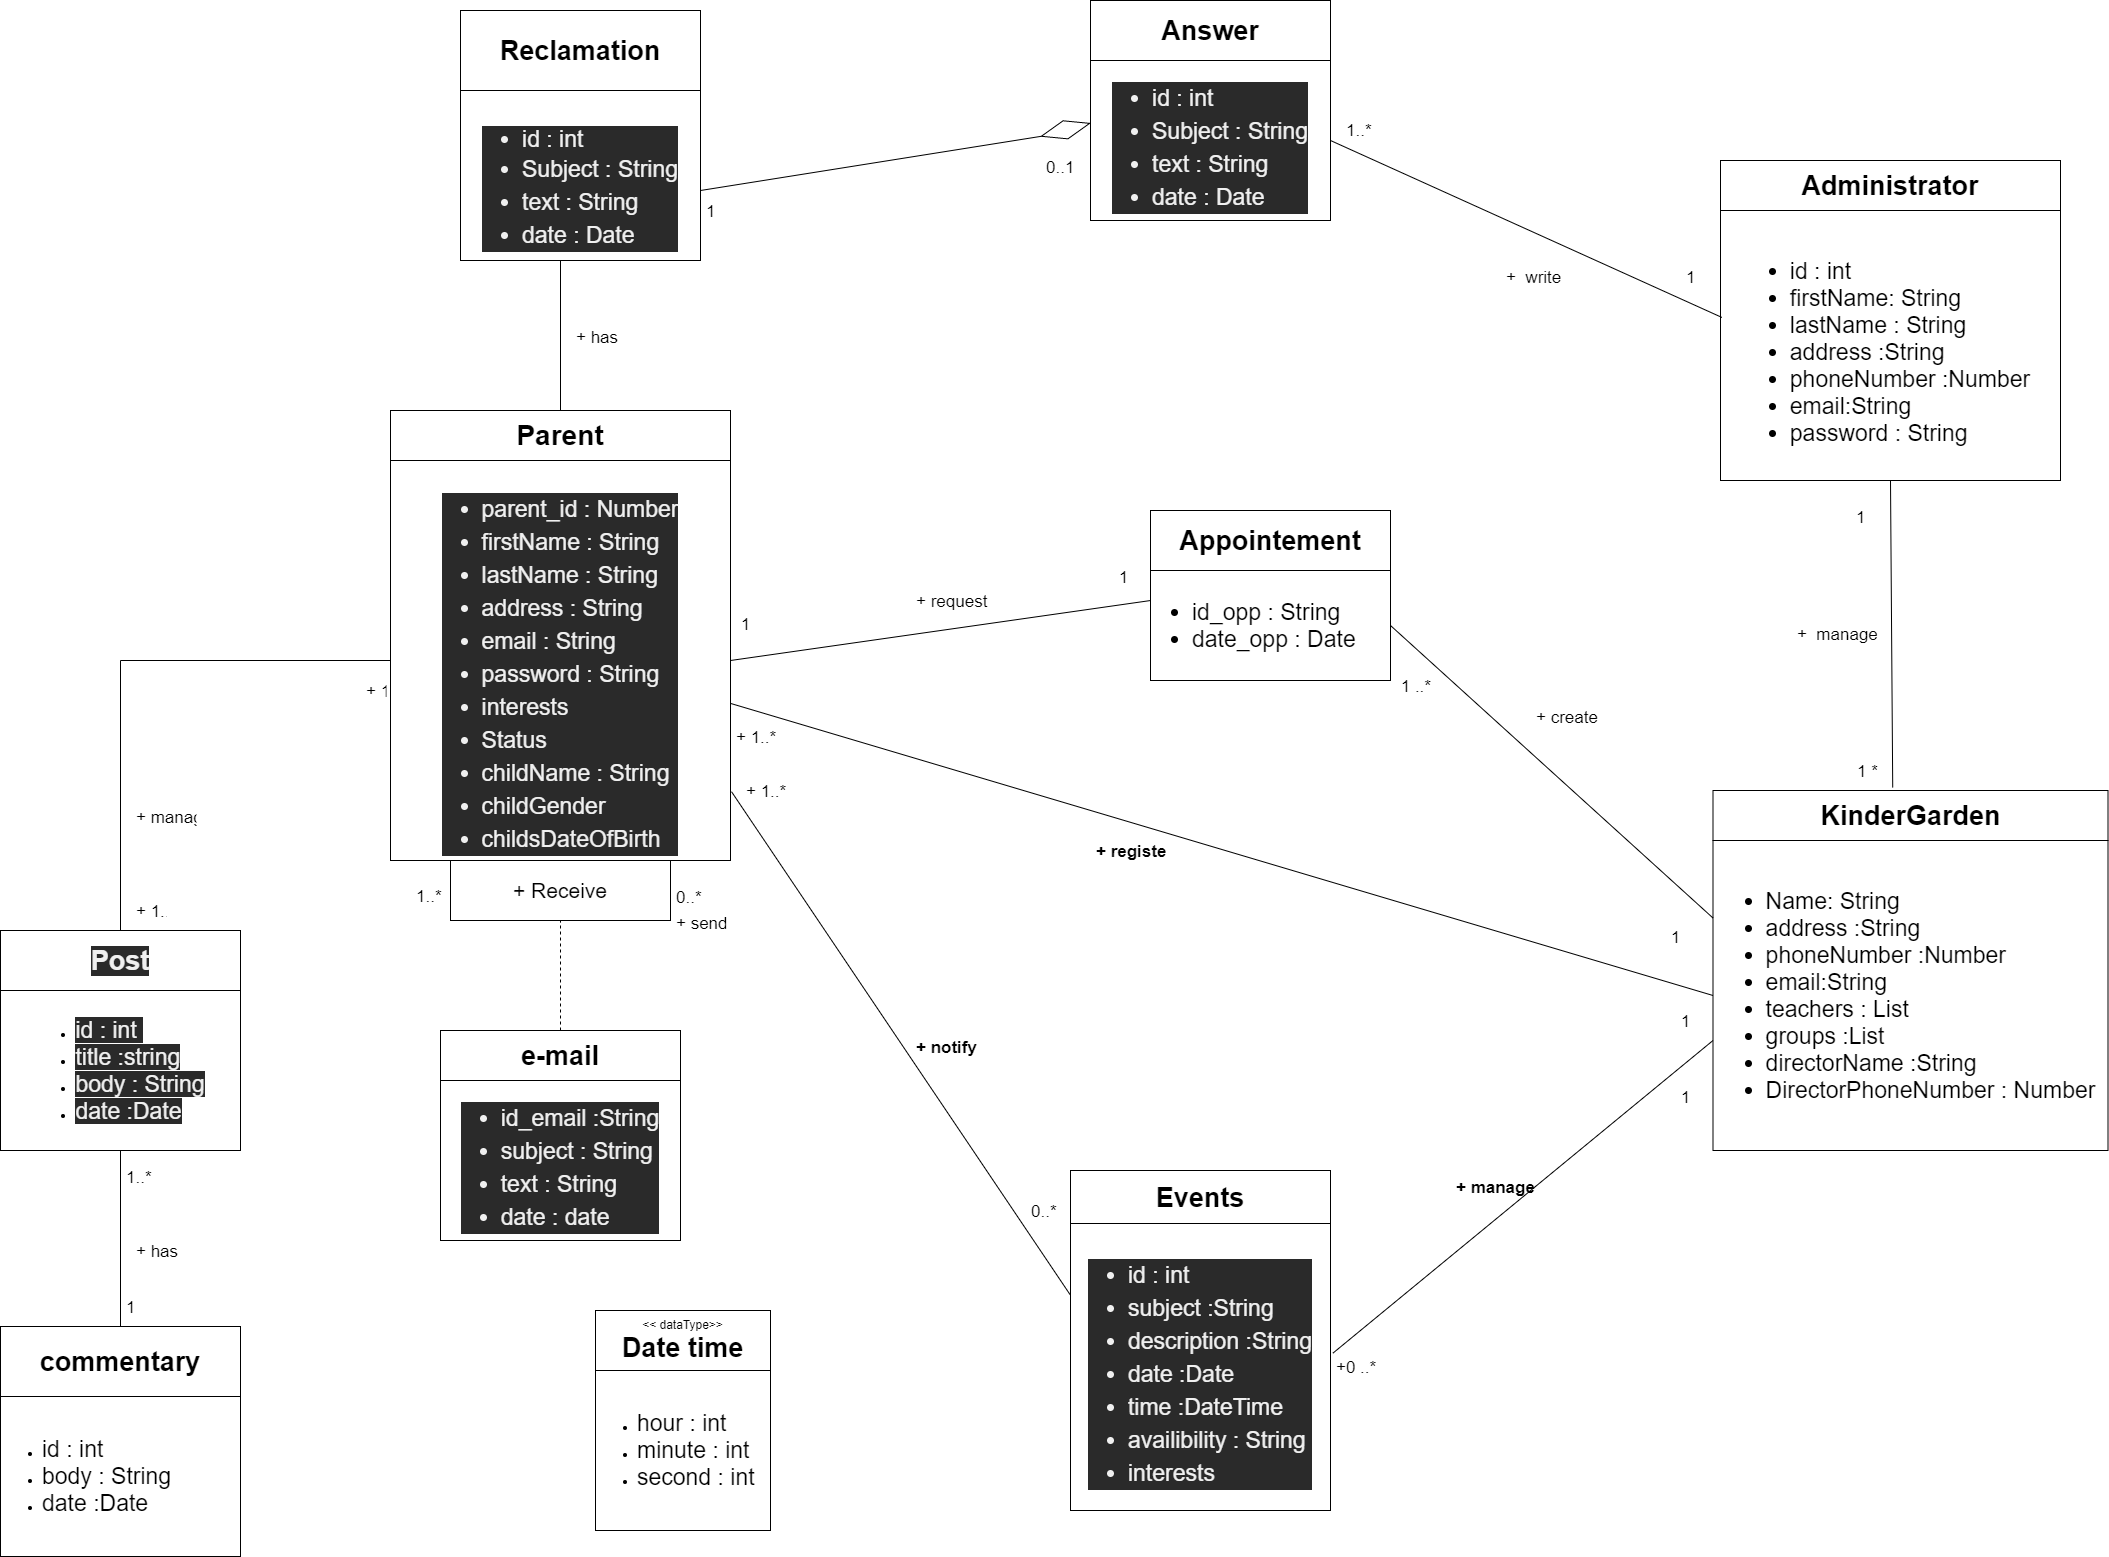 Reclamation
id : int
Subject : String
text : String
date : Date
Answer
id : int
Subject : String
text : String
date : Date
0..1
1
1..*
+ write
1
Administrator
id : int
firstName: String
lastName : String
address :String
phoneNumber :Number
email:String
password : String
+ has
Parent
parent_id : Number
firstName : String
lastName : String
address : String
email : String
password : String
interests
Status
childName : String
childGender
childsDateOfBirth
1
+ request
1
Appointement
id_opp : String
date_opp : Date
1 ..*
+ create
1
+ manage
1 *
+ 1
+ 1..*
+ 1..*
+ registe
1
1
1
KinderGarden
Name: String
address :String
phoneNumber :Number
email:String
teachers : List
groups :List
directorName :String
DirectorPhoneNumber : Number
+ 1..
1..*
+ Receive
0..*
+ send
Post
id : int
title :string
body : String
date :Date
e-mail
id_email :String
subject : String
text : String
date : date
+ notify
0..*
+ manage
+0 ..*
Events
id : int
subject :String
description :String
date :Date
time :DateTime
availibility : String
interests
1..*
+ has
1
commentary
id : int
body : String
date :Date
<< dataType>>
Date time
hour : int
minute : int
second : int